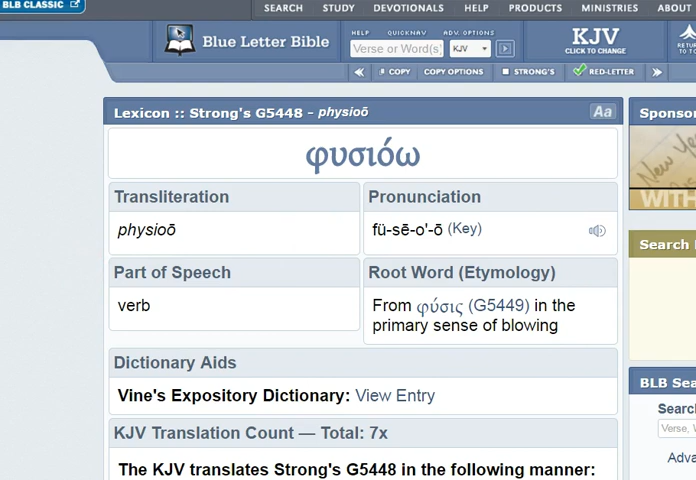 BLB CLASSIC
SEARCH STUDY DEVOTIONALS HELP PRODUCTS MINISTRIES ABOUT
Blue Letter Bible
HELP QUICKNAV ADV. OPTIONS
Verse or Word(s) KJV
KJV
CLICK TO CHANGE
COPY COPY OPTIONS STRONG'S RED-LETTER
Lexicon :: Strong's G5448 - physioō Aa
φυσιόω
Transliteration
physioō
Pronunciation
fü-sē-o'-ō (Key)
Part of Speech
verb
Root Word (Etymology)
From φύσις (G5449) in the
primary sense of blowing
Dictionary Aids
Vine's Expository Dictionary: View Entry
KJV Translation Count — Total: 7x
The KJV translates Strong's G5448 in the following manner:
Sponso
New Ye
WITH
Search
BLB Sea
Search
Verse, W
Adva